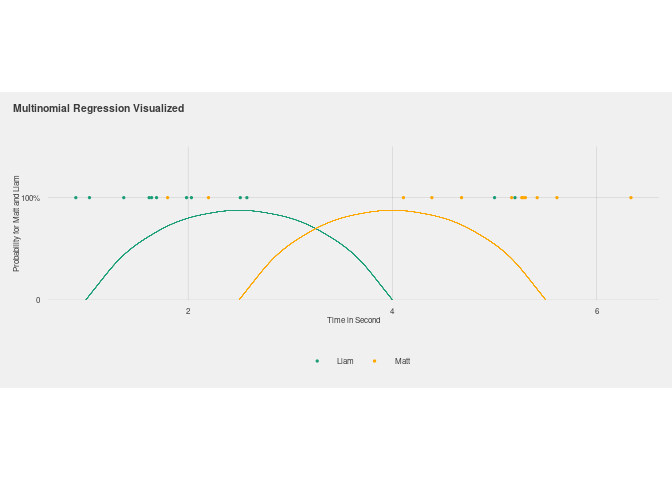 Multinomial Regression Visualized
Probability for Matt and Liam
100%
0
2
4
6
Time in Second
Liam
Matt